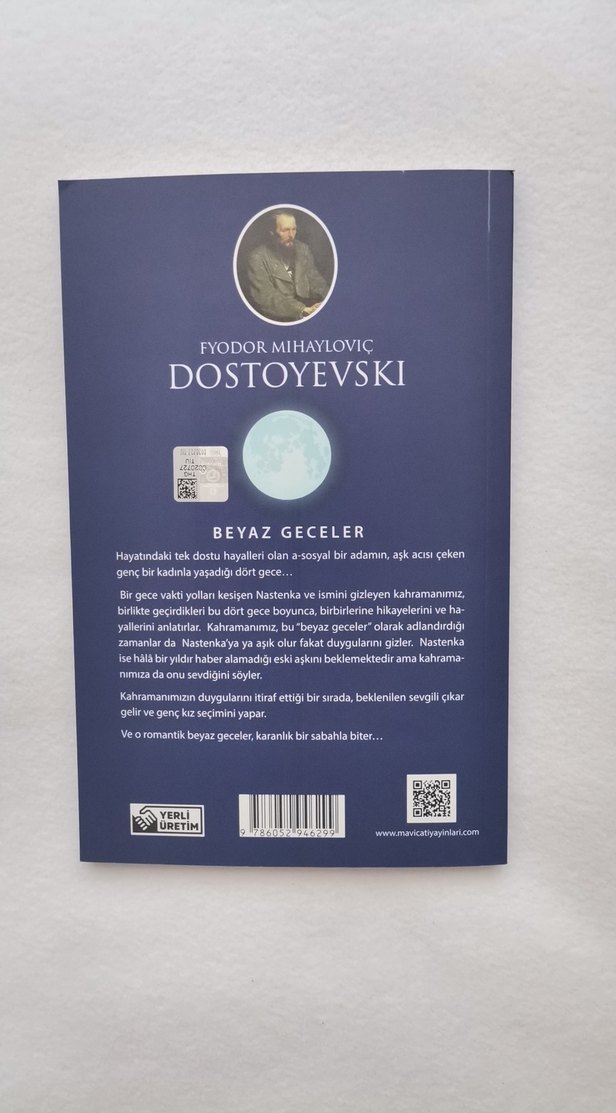 FYODOR MIHAYLOVIÇ
DOSTOYEVSKI
THG
TIU
0820727
BEYAZ GECELER
Hayatındaki tek dostu hayalleri olan a-sosyal bir adamın, aşk acısı çeken
genç bir kadınla yaşadığı dört gece…
Bir gece vakti yolları kesişen Nastenka ve ismini gizleyen kahramanımız,
birlikte geçirdikleri bu dört gece boyunca, birbirlerine hikayelerini ve ha-
yallerini anlatırlar. Kahramanımız, bu “beyaz geceler” olarak adlandırdığı
zamanlar da Nastenka’ya ya aşık olur fakat duygularını gizler. Nastenka
ise hâlâ bir yıldır haber alamadığı eski aşkını beklemektedir ama kahrama-
nımıza da onu sevdiğini söyler.
Kahramanımızın duygularını itiraf ettiği bir sırada, beklenilen sevgili çıkar
gelir ve genç kız seçimini yapar.
Ve o romantik beyaz geceler, karanlık bir sabahla biter…
YERLİ
ÜRETİM
9 786052 946299
www.mavicatiyayinlari.com